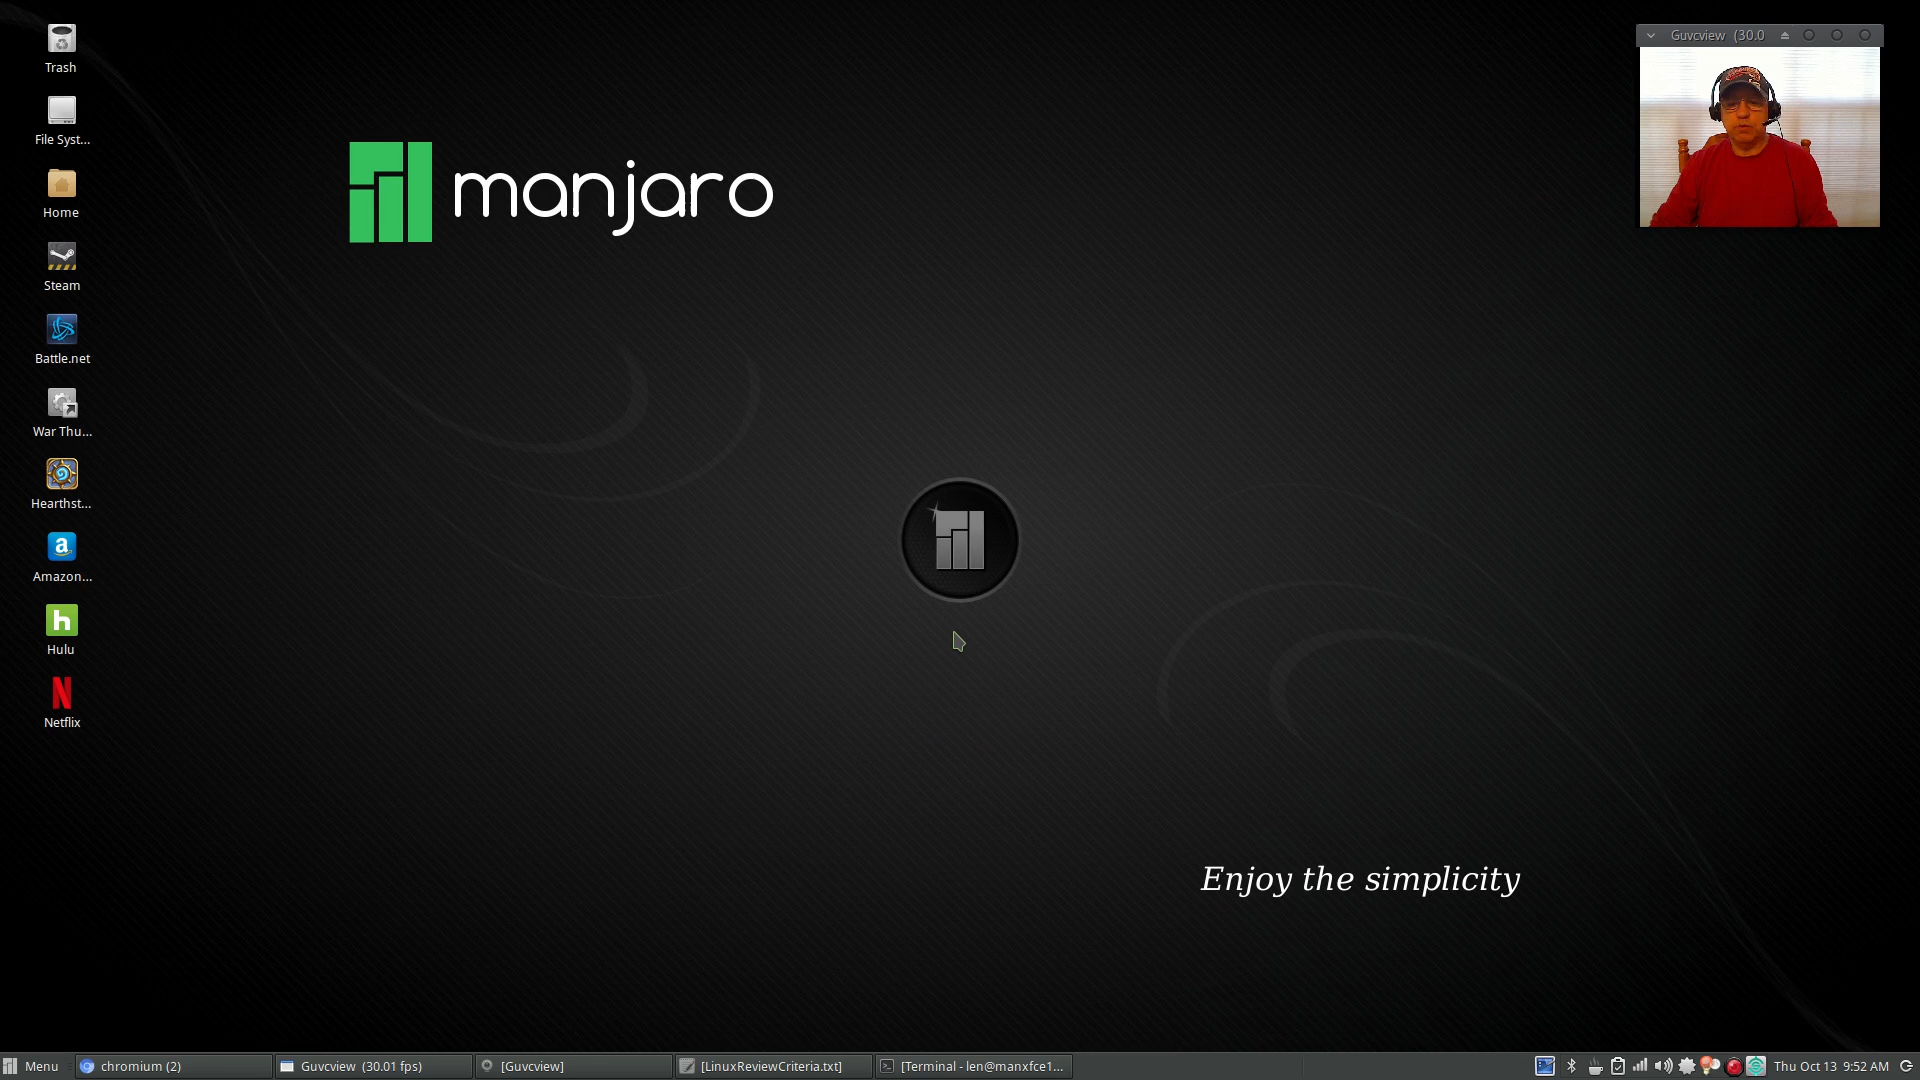 Trash
File Syst...
Home
Steam
Battle.net
War Thu...
Hearthst...
Amazon...
Hulu
Netflix
manjaro
Guvcview (30.0
Enjoy the simplicity
Menu
chromium (2)
Guvcview (30.01 fps)
[Guvcview]
[LinuxReviewCriteria.txt]
[Terminal - len@manxfce1...
Thu Oct 13 9:52 AM